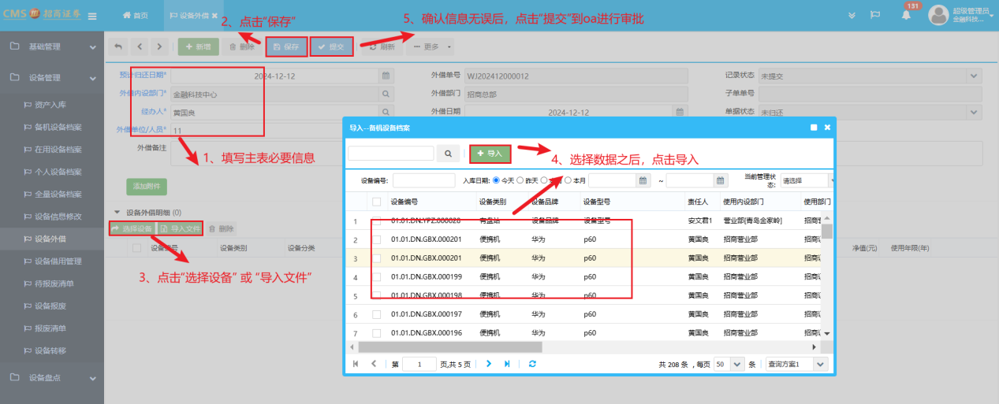 CMS 招商证券
首页
设备外借
131
超级管理员
金融科技...
2、点击“保存”
5、确认信息无误后，点击“提交”到oa进行审批
基础管理
设备管理
资产入库
备机设备档案
在用设备档案
个人设备档案
全量设备档案
设备信息修改
设备外借
设备借用管理
待报废清单
设备报废
报废清单
设备转移
设备盘点
新增 删除 保存 提交 刷新 更多
预计归还日期* 2024-12-12 外借单号 WJ202412000012 记录状态 未提交
外借内设部门* 金融科技中心 外借部门 招商总部 子单单号
经办人* 黄国良 外借日期 2024-12-12 单据状态 未归还
外借单位/人员* 11
外借备注
1、填写主表必要信息
添加附件
设备外借明细 (0)
选择设备 导入文件 删除
设备类别 设备分类 净值(元) 使用年限(年)
3、点击“选择设备” 或 “导入文件”
导入--备机设备档案
导入
4、选择数据之后，点击导入
设备编号: 入库日期: 今天 昨天 本月 ~ 当前管理状态: 请选择
设备编号 设备类别 设备品牌 设备型号 责任人 使用内设部门 使用部门
1 01.01.DN.YPZ.000028 有盘站 设备品牌 设备型号 安文君1 营业部[青岛金家岭] 招商
2 01.01.DN.GBX.000201 便携机 华为 p60 黄国良 招商营业部 招商
3 01.01.DN.GBX.000201 便携机 华为 p60 黄国良 招商营业部 招商
4 01.01.DN.GBX.000199 便携机 华为 p60 黄国良 招商营业部 招商
5 01.01.DN.GBX.000198 便携机 华为 p60 黄国良 招商营业部 招商
6 01.01.DN.GBX.000197 便携机 华为 p60 黄国良 招商营业部 招商
7 01.01.DN.GBX.000196 便携机 华为 p60 黄国良 招商营业部 招商
第 1 页,共 5 页 共 208 条 ，每页 50 条 查询方案1